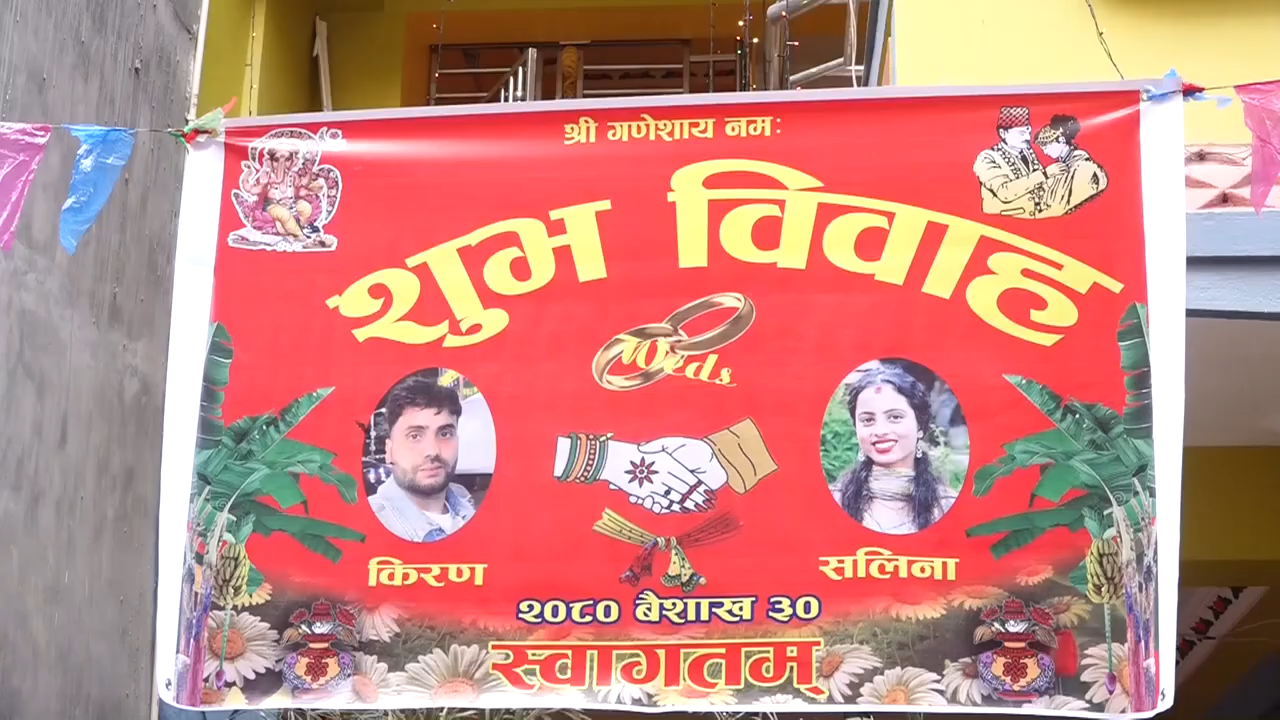 श्री गणेशाय नमः
शुभ विवाह
Weds
किरण
सलिना
२०८० बैशाख ३०
स्वागतम्